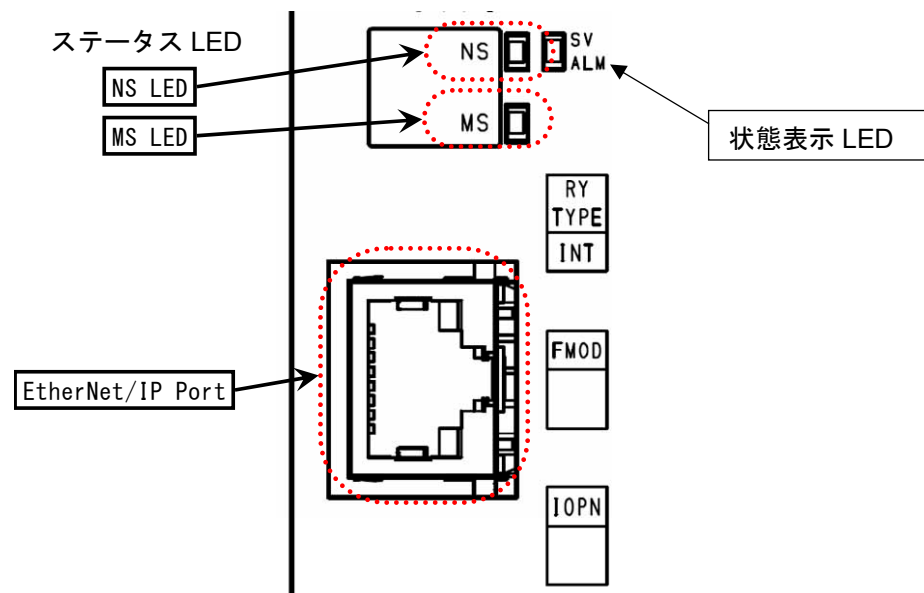 ステータス LED
NS LED
MS LED
NS
MS
SV
ALM
状態表示 LED
RY
TYPE
INT
EtherNet/IP Port
FMOD
IOPN